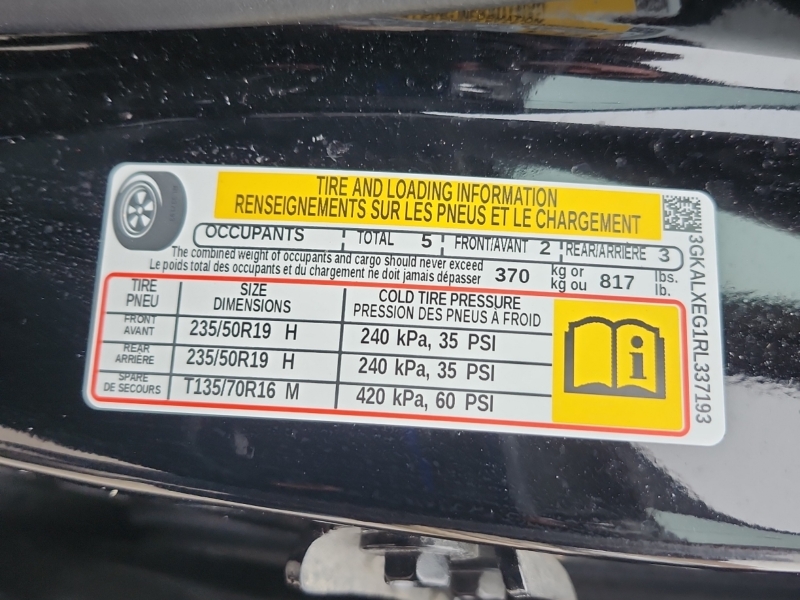 TIRE AND LOADING INFORMATION
RENSEIGNEMENTS SUR LES PNEUS ET LE CHARGEMENT
OCCUPANTS TOTAL 5 FRONT/AVANT 2 REAR/ARRIÈRE 3
The combined weight of occupants and cargo should never exceed 370 kg or 817 lbs.
Le poids total des occupants et du chargement ne doit jamais dépasser kg ou lb.
TIRE SIZE COLD TIRE PRESSURE
PNEU DIMENSIONS PRESSION DES PNEUS À FROID
FRONT
AVANT 235/50R19 H 240 kPa, 35 PSI
REAR
ARRIÈRE 235/50R19 H 240 kPa, 35 PSI
SPARE
DE SECOURS T135/70R16 M 420 kPa, 60 PSI
i
3GKALXEG1RL337193